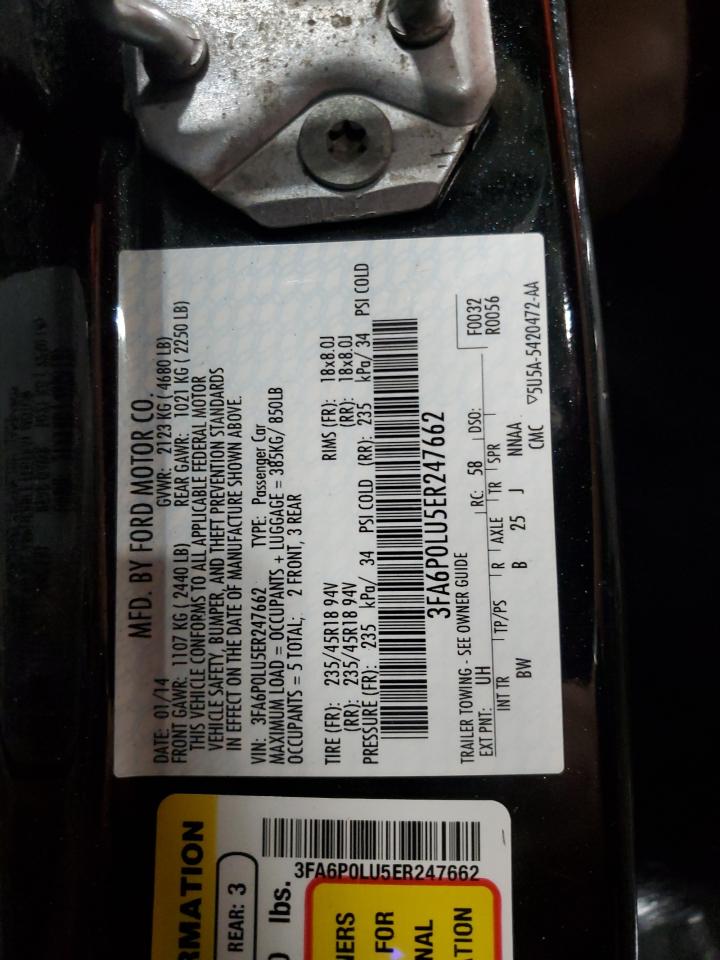 MFD. BY FORD MOTOR CO.
DATE: 01/14 GVWR: 2123 KG ( 4680 LB)
FRONT GAWR: 1107 KG ( 2440 LB) REAR GAWR: 1021 KG ( 2250 LB)
THIS VEHICLE CONFORMS TO ALL APPLICABLE FEDERAL MOTOR
VEHICLE SAFETY, BUMPER, AND THEFT PREVENTION STANDARDS
IN EFFECT ON THE DATE OF MANUFACTURE SHOWN ABOVE.
VIN: 3FA6P0LU5ER247662 TYPE: Passenger Car
MAXIMUM LOAD = OCCUPANTS + LUGGAGE = 385KG/ 850LB
OCCUPANTS = 5 TOTAL; 2 FRONT, 3 REAR
TIRE (FR): 235/45R18 94V RIMS (FR): 18x8.0J
(RR): 235/45R18 94V (RR): 18x8.0J
PRESSURE (FR): 235 kPa/ 34 PSI COLD (RR): 235 kPa/ 34 PSI COLD
3FA6P0LU5ER247662
TRAILER TOWING - SEE OWNER GUIDE F0032
EXT PNT: UH RC: 58 DSO: R0056
INT TR TP/PS R AXLE TR SPR
BW B 25 J NNAA
CMC ▽5U5A-5420472-AA
RMATION
REAR: 3
lbs.
3FA6P0LU5ER247662
NERS
FOR
NAL
TION